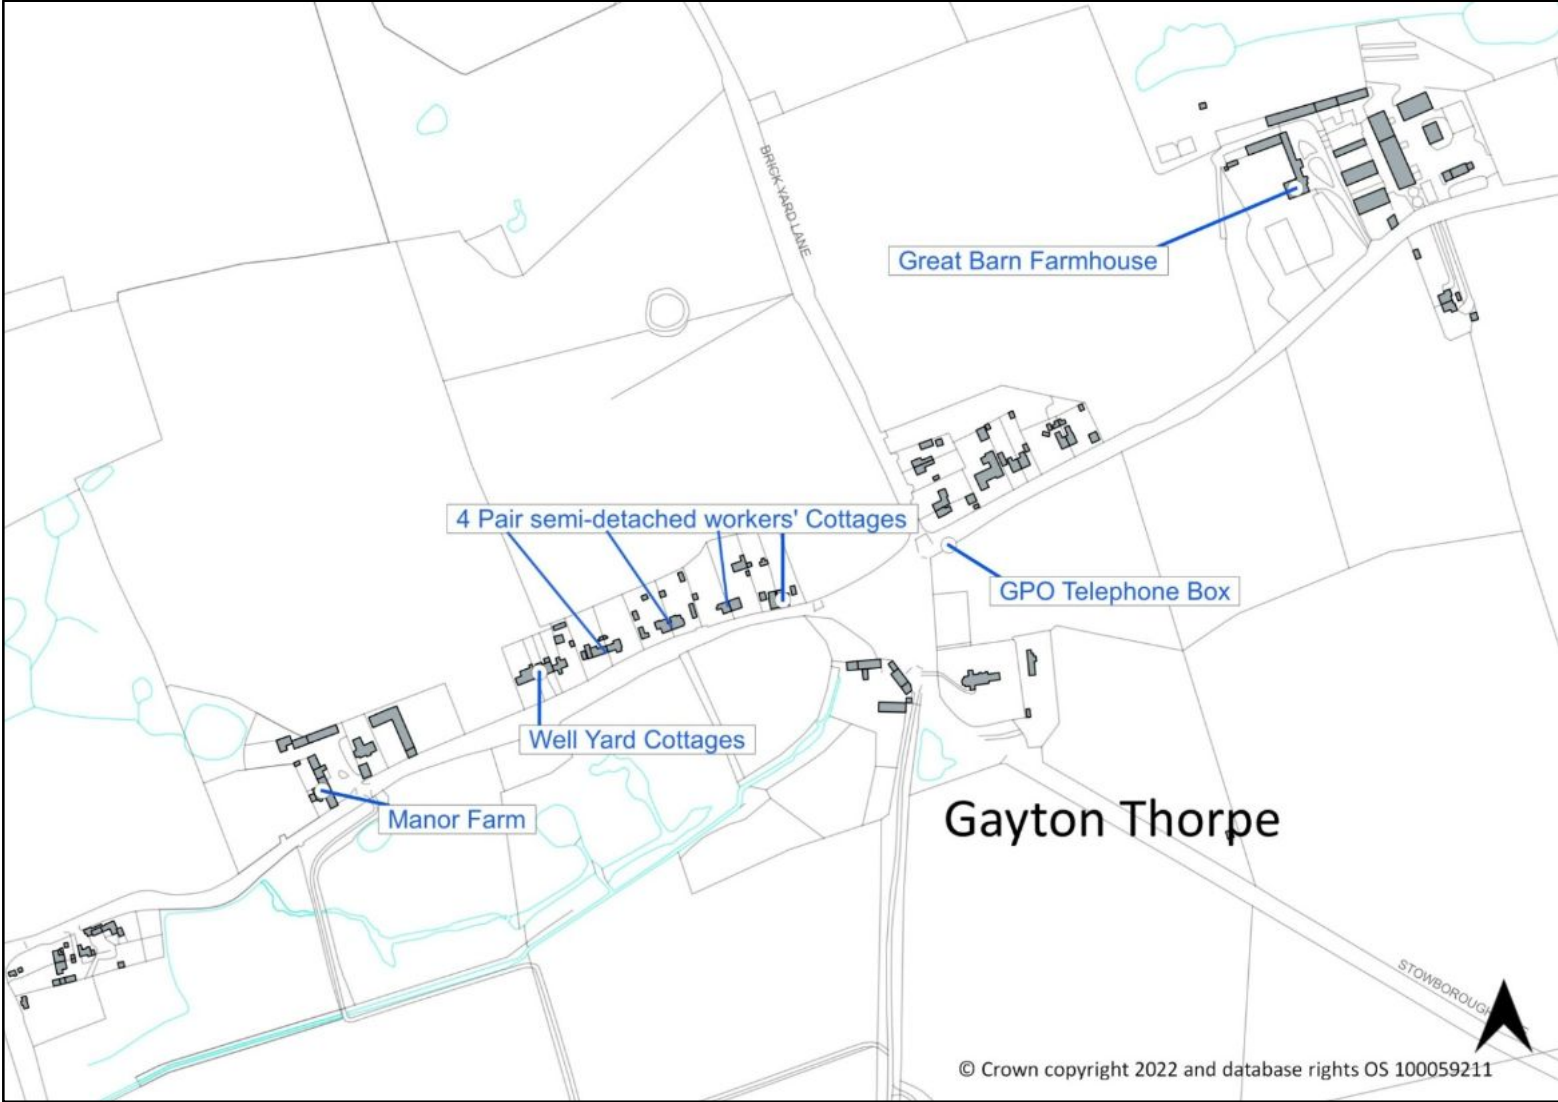 BRICK YARD LANE
Great Barn Farmhouse
4 Pair semi-detached workers' Cottages
GPO Telephone Box
Well Yard Cottages
Manor Farm
Gayton Thorpe
© Crown copyright 2022 and database rights OS 100059211